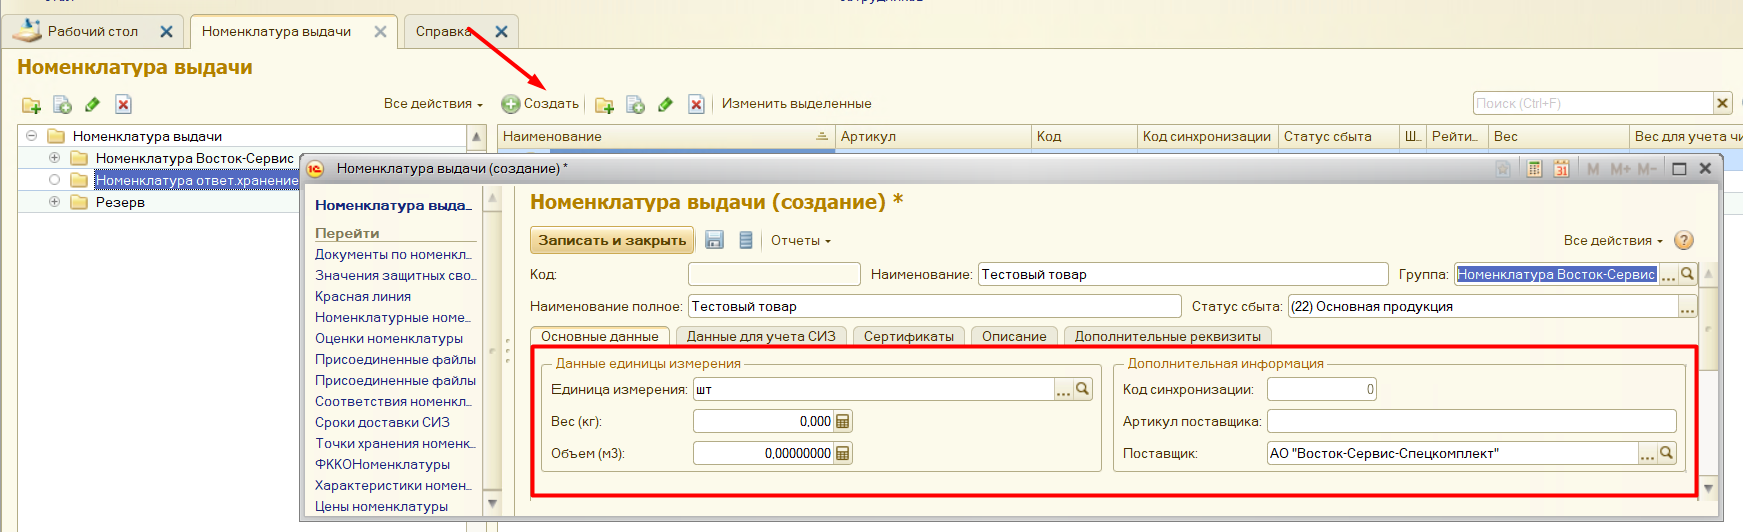 Рабочий стол
Номенклатура выдачи
Справка
Номенклатура выдачи
Все действия
Создать
Изменить выделенные
Поиск (Ctrl+F)
Номенклатура выдачи
Номенклатура Восток-Сервис
Номенклатура ответ.хранение
Резерв
Наименование
Артикул
Код
Код синхронизации
Статус сбыта
Ш...
Рейти...
Вес
Вес для учета чи
Номенклатура выдачи (создание) *
31
M
M+
M-
Номенклатура выда...
Перейти
Документы по номенкл...
Значения защитных сво...
Красная линия
Номенклатурные номе...
Оценки номенклатуры
Присоединенные файлы
Присоединенные файлы
Соответствия номенкл...
Сроки доставки СИЗ
Точки хранения номенк...
ФККОНоменклатуры
Характеристики номен...
Цены номенклатуры
Номенклатура выдачи (создание) *
Записать и закрыть
Отчеты
Все действия
?
Код:
Наименование: Тестовый товар
Группа: Номенклатура Восток-Сервис ...
Наименование полное: Тестовый товар
Статус сбыта: (22) Основная продукция ...
Основные данные
Данные для учета СИЗ
Сертификаты
Описание
Дополнительные реквизиты
Данные единицы измерения
Единица измерения: шт ...
Вес (кг): 0,000
Объем (м3): 0,00000000
Дополнительная информация
Код синхронизации: 0
Артикул поставщика:
Поставщик: АО "Восток-Сервис-Спецкомплект" ...